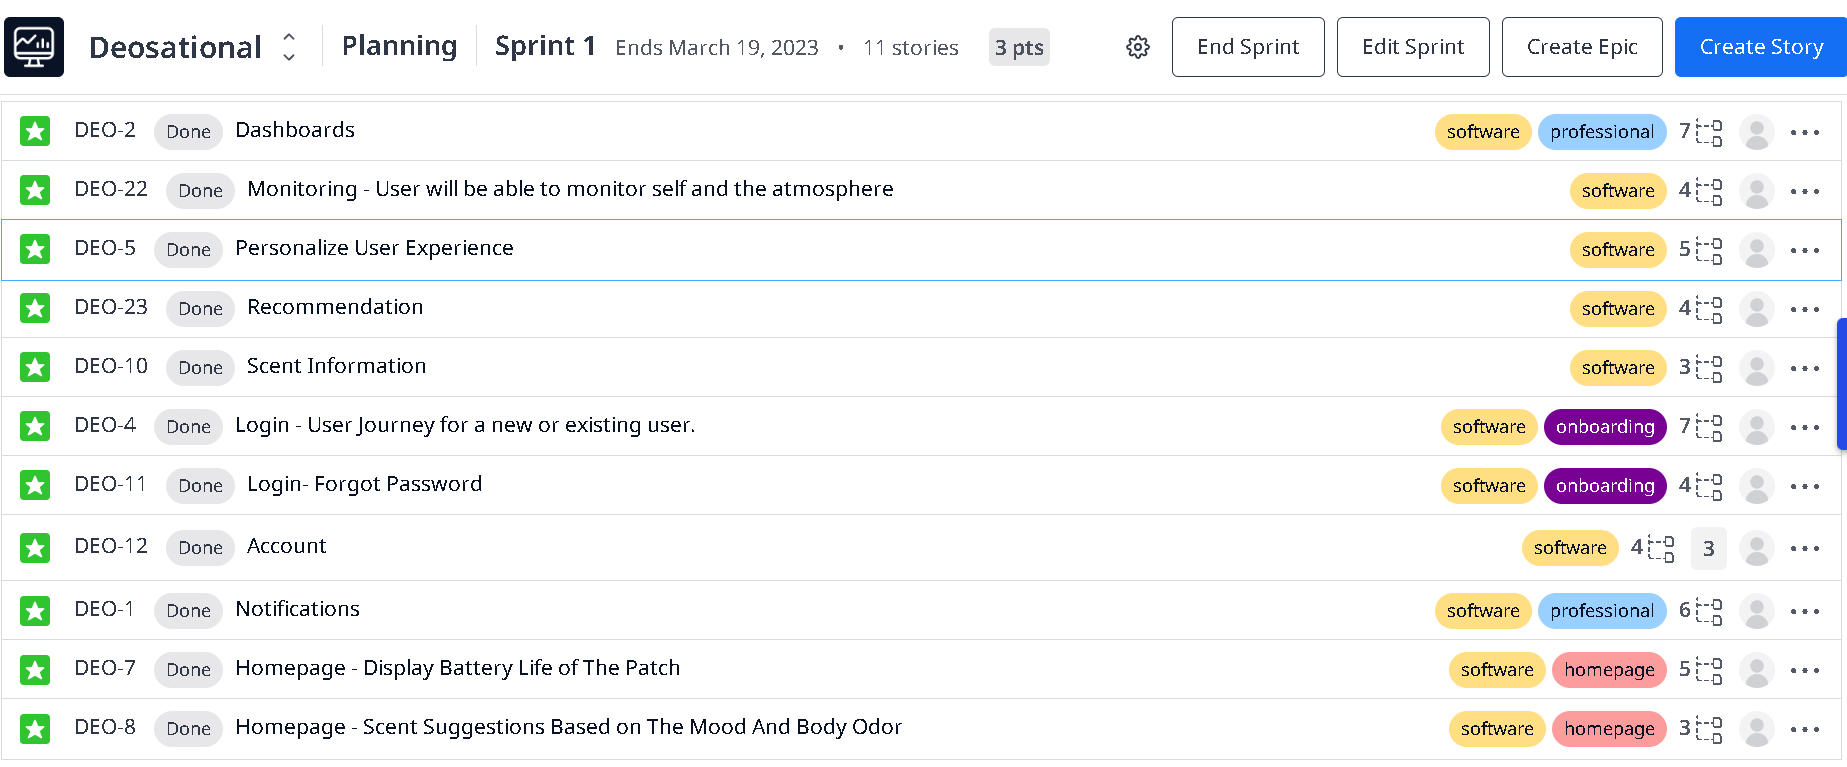 Deosational Planning Sprint 1 Ends March 19, 2023 • 11 stories 3 pts End Sprint Edit Sprint Create Epic Create Story
DEO-2 Done Dashboards software professional 7
DEO-22 Done Monitoring - User will be able to monitor self and the atmosphere software 4
DEO-5 Done Personalize User Experience software 5
DEO-23 Done Recommendation software 4
DEO-10 Done Scent Information software 3
DEO-4 Done Login - User Journey for a new or existing user. software onboarding 7
DEO-11 Done Login- Forgot Password software onboarding 4
DEO-12 Done Account software 4 3
DEO-1 Done Notifications software professional 6
DEO-7 Done Homepage - Display Battery Life of The Patch software homepage 5
DEO-8 Done Homepage - Scent Suggestions Based on The Mood And Body Odor software homepage 3